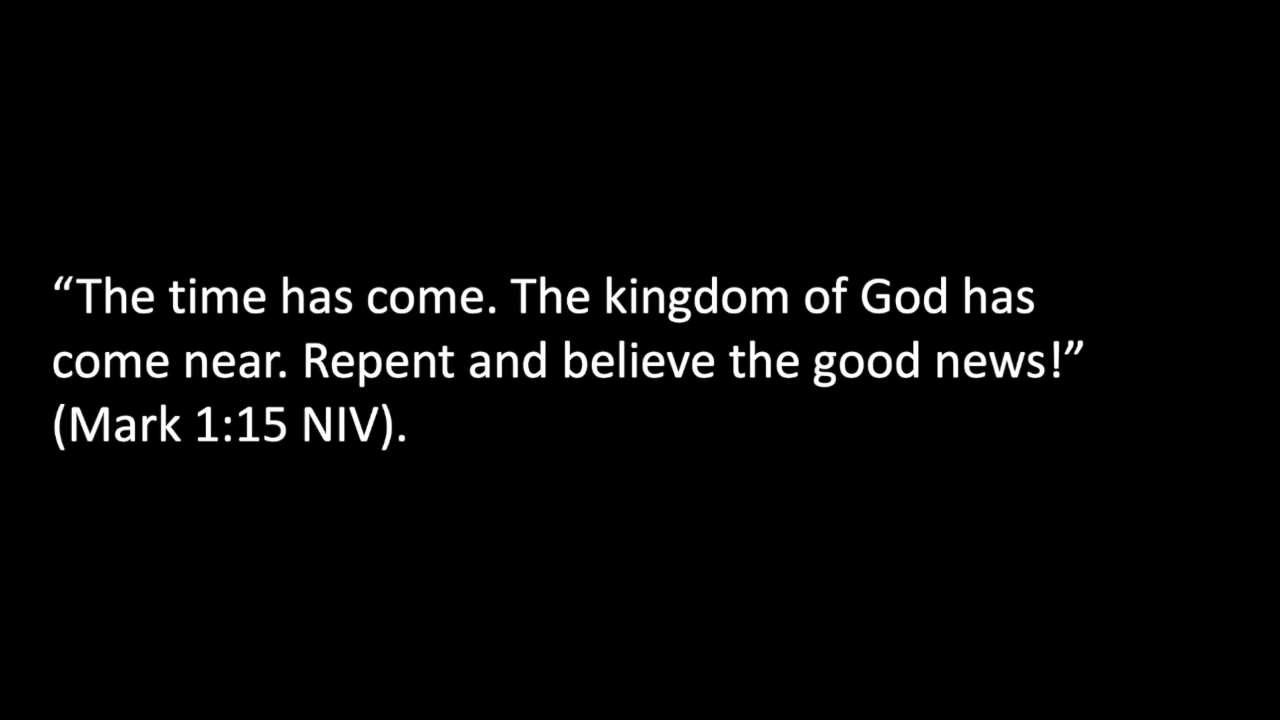 “The time has come. The kingdom of God has
come near. Repent and believe the good news!”
(Mark 1:15 NIV).